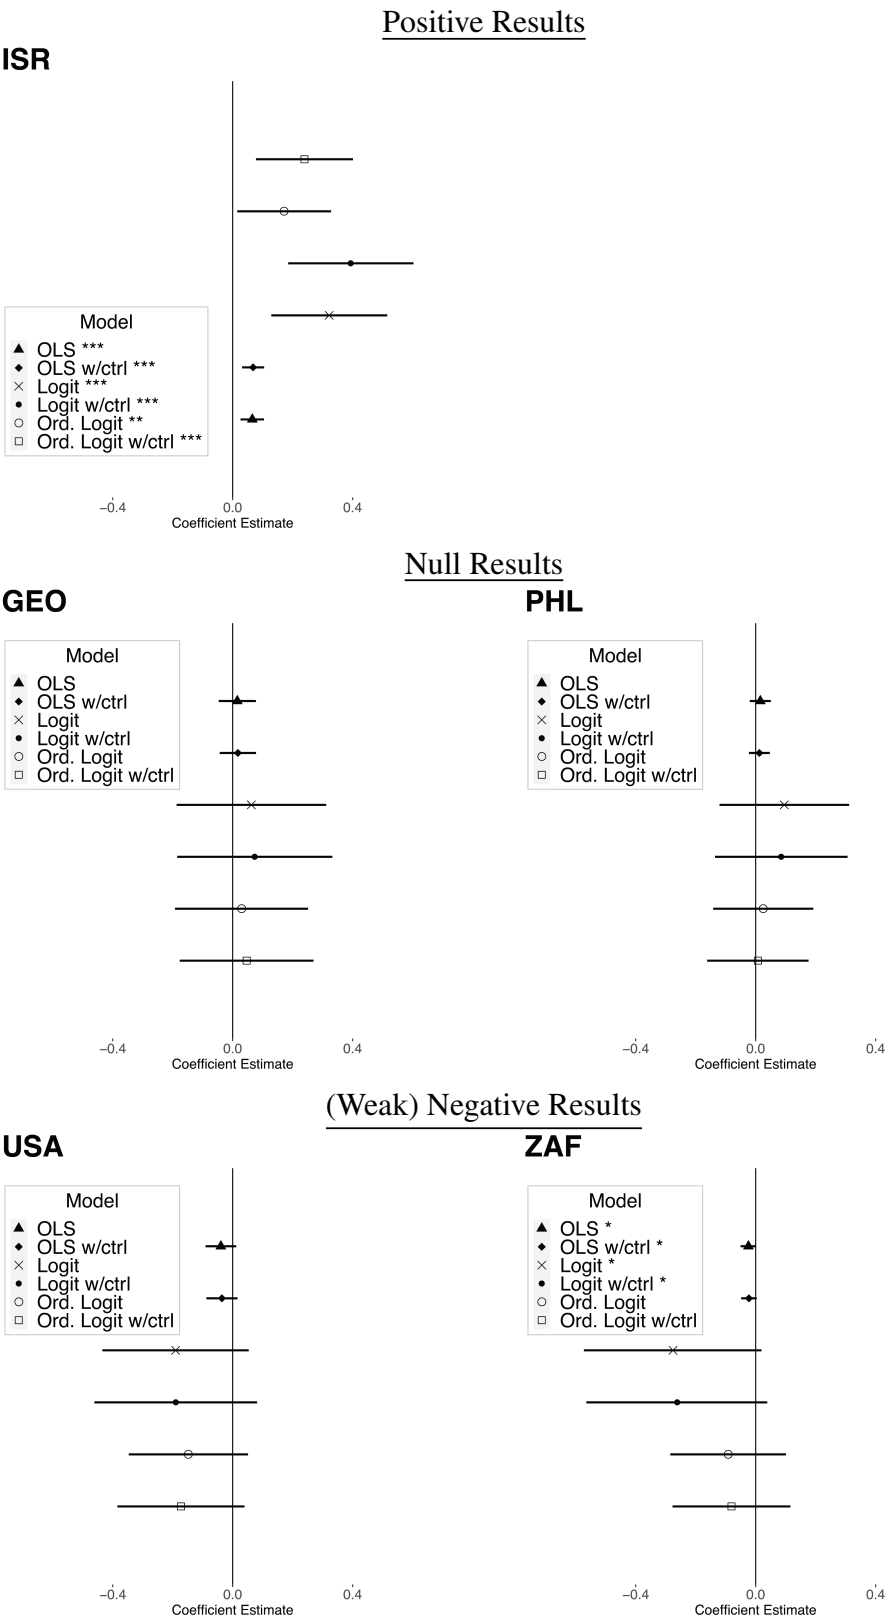 Positive Results
ISR
Model
OLS ***
OLS w/ctrl ***
Logit ***
Logit w/ctrl ***
Ord. Logit **
Ord. Logit w/ctrl ***
−0.4 0.0 0.4
Coefficient Estimate
Null Results
GEO
Model
OLS
OLS w/ctrl
Logit
Logit w/ctrl
Ord. Logit
Ord. Logit w/ctrl
−0.4 0.0 0.4
Coefficient Estimate
PHL
Model
OLS
OLS w/ctrl
Logit
Logit w/ctrl
Ord. Logit
Ord. Logit w/ctrl
−0.4 0.0 0.4
Coefficient Estimate
(Weak) Negative Results
USA
Model
OLS
OLS w/ctrl
Logit
Logit w/ctrl
Ord. Logit
Ord. Logit w/ctrl
−0.4 0.0 0.4
Coefficient Estimate
ZAF
Model
OLS *
OLS w/ctrl *
Logit *
Logit w/ctrl *
Ord. Logit
Ord. Logit w/ctrl
−0.4 0.0 0.4
Coefficient Estimate